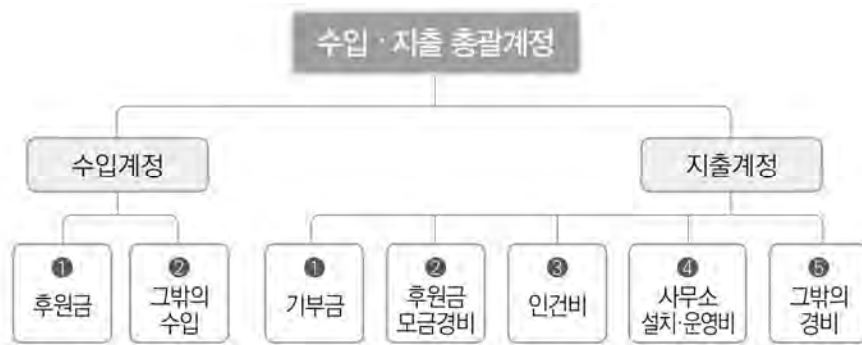 수입 · 지출 총괄계정
수입계정
지출계정
❶
후원금
❷
그밖의
수입
❶
기부금
❷
후원금
모금경비
❸
인건비
❹
사무소
설치·운영비
❺
그밖의
경비